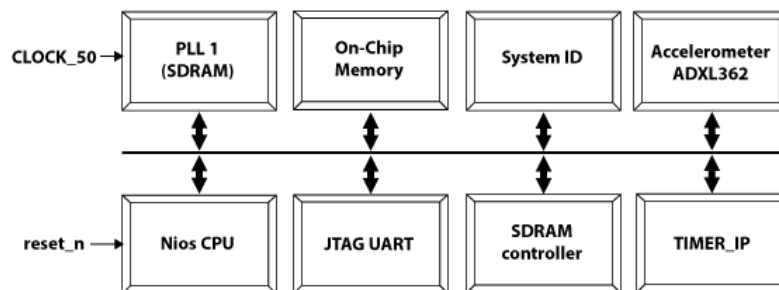 CLOCK_50
PLL 1
(SDRAM)
On-Chip
Memory
System ID
Accelerometer
ADXL362
reset_n
Nios CPU
JTAG UART
SDRAM
controller
TIMER_IP